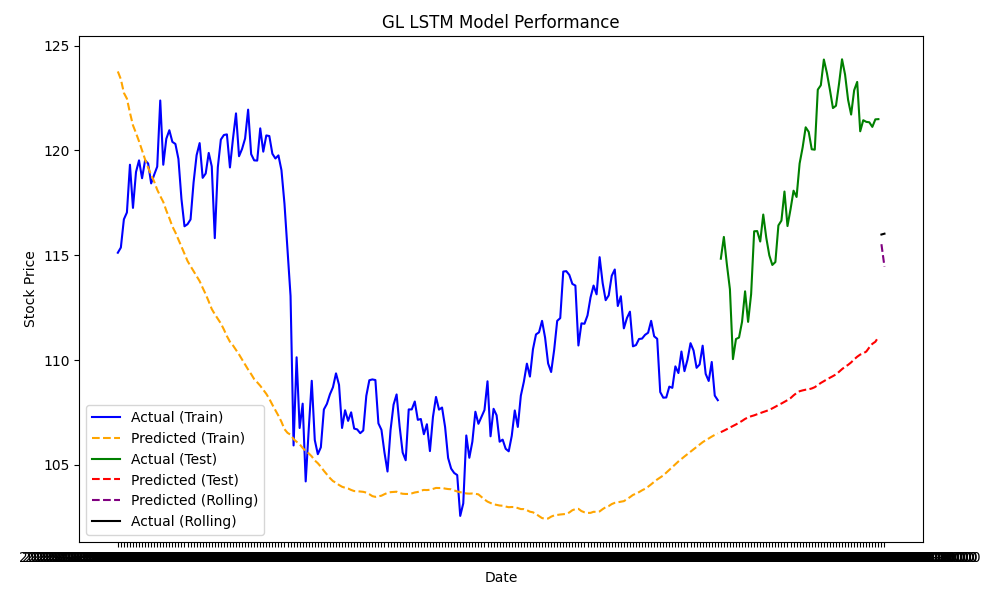 GL LSTM Model Performance
Stock Price
125
120
115
110
105
Actual (Train)
Predicted (Train)
Actual (Test)
Predicted (Test)
Predicted (Rolling)
Actual (Rolling)
Date